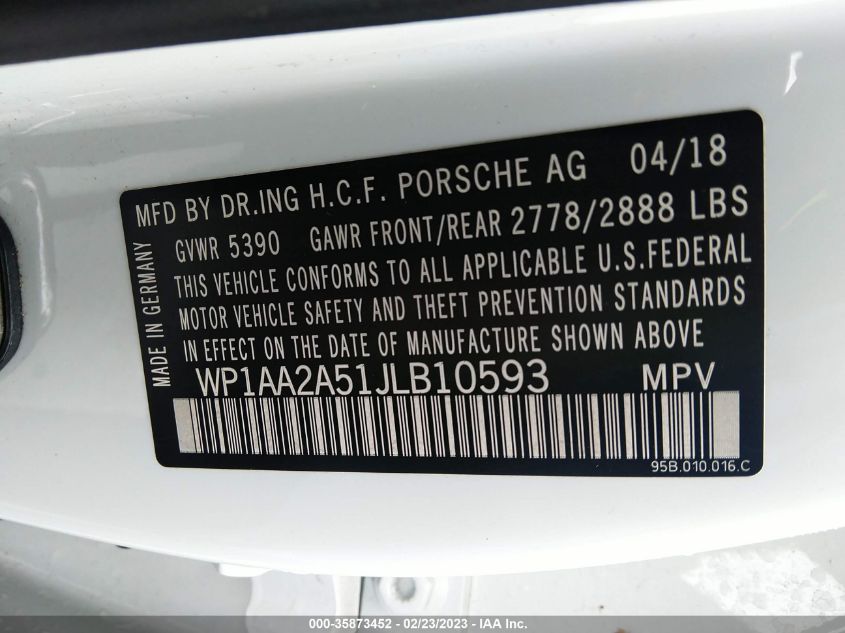 MFD BY DR.ING H.C.F. PORSCHE AG 04/18
GVWR 5390 GAWR FRONT/REAR 2778/2888 LBS
THIS VEHICLE CONFORMS TO ALL APPLICABLE U.S.FEDERAL
MOTOR VEHICLE SAFETY AND THEFT PREVENTION STANDARDS
IN EFFECT ON THE DATE OF MANUFACTURE SHOWN ABOVE
WP1AA2A51JLB10593 MPV
95B.010.016.C
MADE IN GERMANY
000-35873452 - 02/23/2023 - IAA Inc.